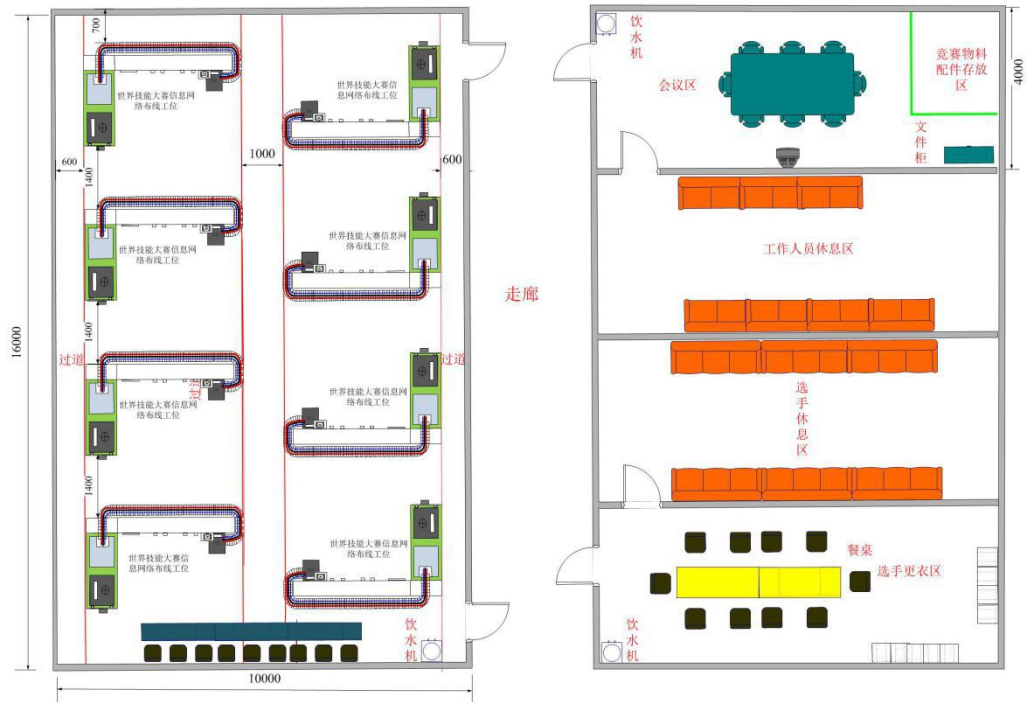 700
世界技能大赛信息
网络布线工位
600
1400
1000
世界技能大赛信
息网络布线工位
600
世界技能大赛信息网
络布线工位
世界技能大赛信息网
络布线工位
16000
过道
1400
过道
过道
世界技能大赛信息网
络布线工位
世界技能大赛信息网
络布线工位
1400
世界技能大赛信
息网络布线工位
世界技能大赛信息网
络布线工位
饮水机
10000
走廊
饮水机
会议区
竞赛物料
配件存放
区
文件柜
4000
工作人员休息区
选手休息区
餐桌
选手更衣区
饮水机